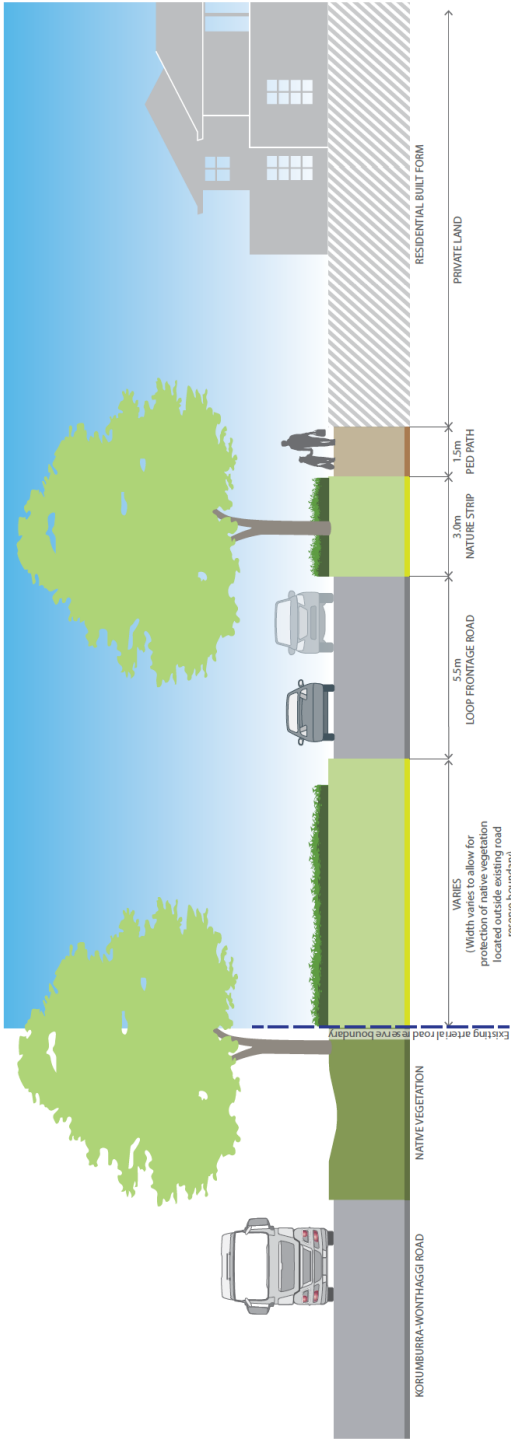 KORUMBURRA-WONTHAGGI ROAD
NATIVE VEGETATION
Existing arterial road reserve boundary
VARIES
(Width varies to allow for
protection of native vegetation
located outside existing road
reserve boundary)
5.5m
LOOP FRONTAGE ROAD
3.0m
NATURE STRIP
1.5m
PED PATH
RESIDENTIAL BUILT FORM
PRIVATE LAND